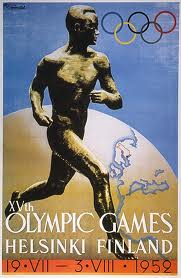 XVth
OLYMPIC GAMES
HELSINKI FINLAND
19·VII — 3·VIII · 1952